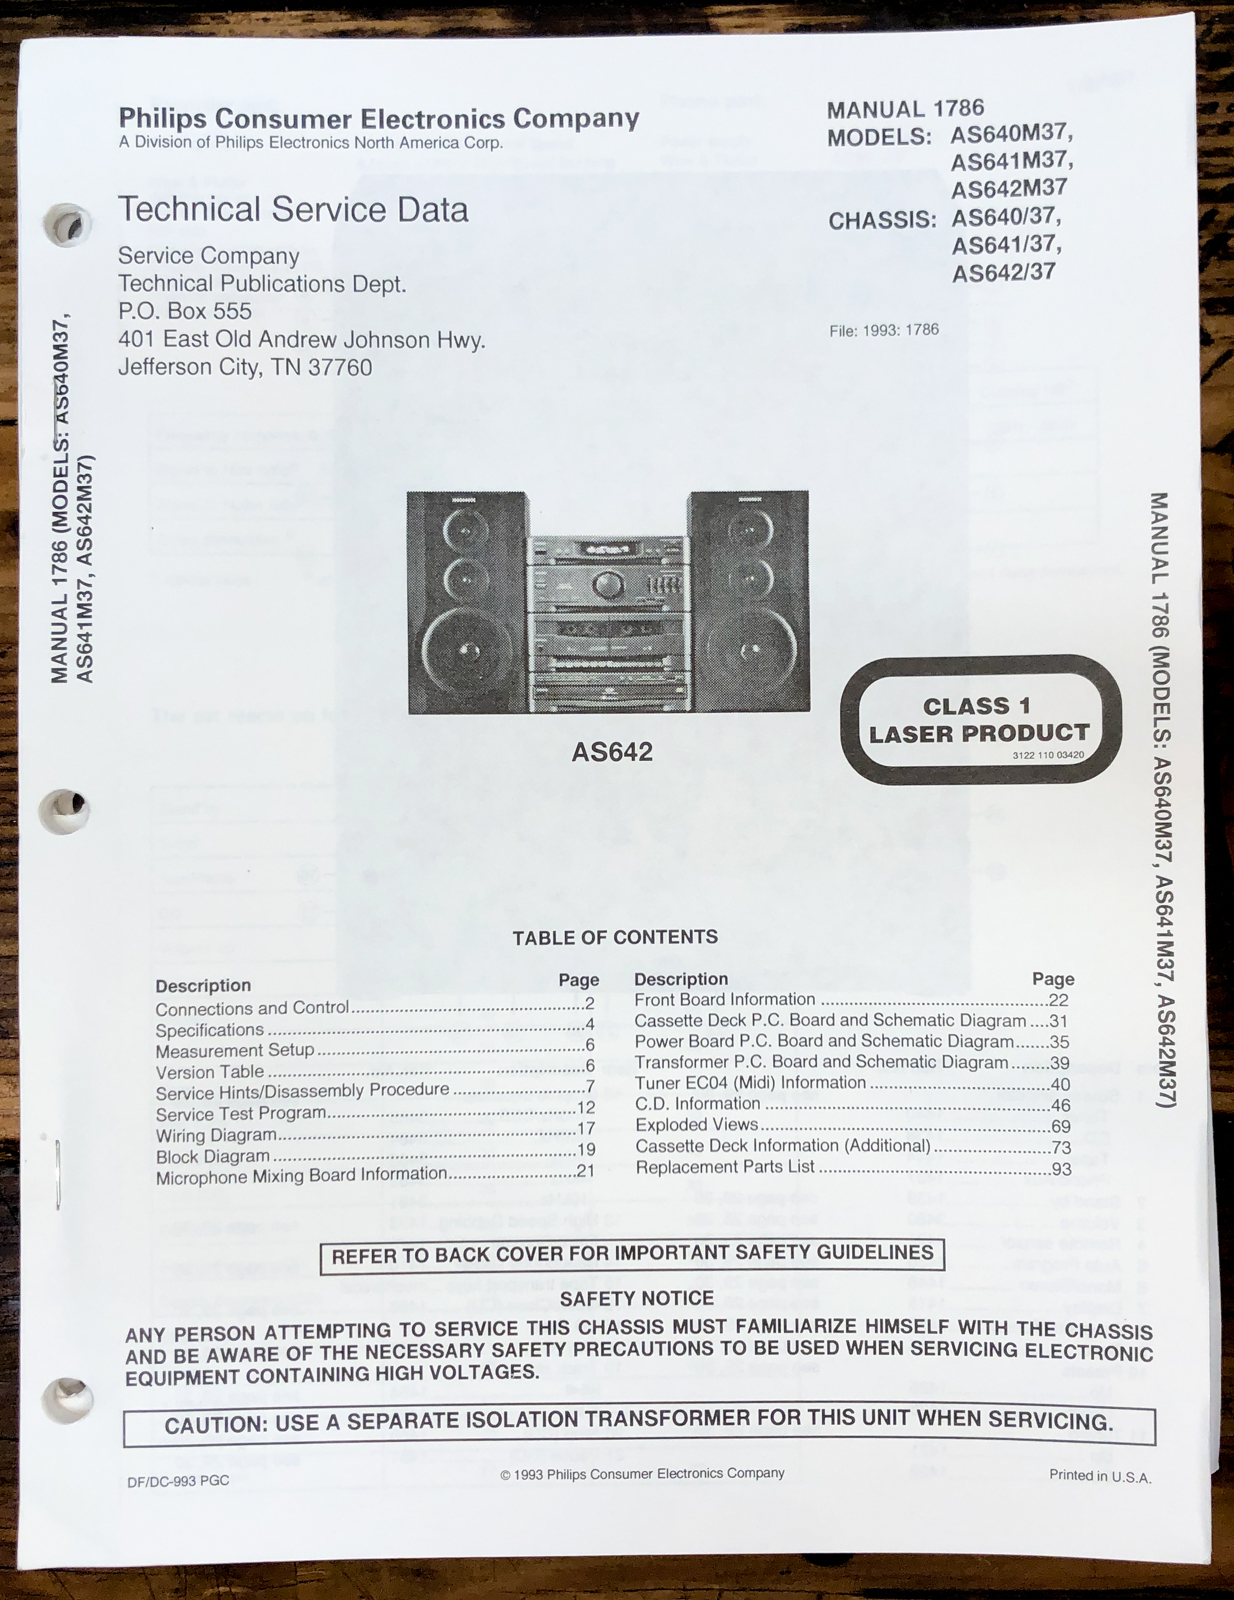 Philips Consumer Electronics Company
A Division of Philips Electronics North America Corp.
MANUAL 1786
MODELS: AS640M37,
AS641M37,
AS642M37
CHASSIS: AS640/37,
AS641/37,
AS642/37
File: 1993: 1786
Technical Service Data
Service Company
Technical Publications Dept.
P.O. Box 555
401 East Old Andrew Johnson Hwy.
Jefferson City, TN 37760
MANUAL 1786 (MODELS: AS640M37,
AS641M37, AS642M37)
MANUAL 1786 (MODELS: AS640M37, AS641M37, AS642M37)
AS642
CLASS 1
LASER PRODUCT
3122 110 03420
TABLE OF CONTENTS
Description Page
Connections and Control.................................................2
Specifications .................................................................4
Measurement Setup.......................................................6
Version Table .................................................................6
Service Hints/Disassembly Procedure ...........................7
Service Test Program...................................................12
Wiring Diagram.............................................................17
Block Diagram ..............................................................19
Microphone Mixing Board Information..........................21
Description Page
Front Board Information ...............................................22
Cassette Deck P.C. Board and Schematic Diagram ....31
Power Board P.C. Board and Schematic Diagram.......35
Transformer P.C. Board and Schematic Diagram ........39
Tuner EC04 (Midi) Information .....................................40
C.D. Information ...........................................................46
Exploded Views............................................................69
Cassette Deck Information (Additional)........................73
Replacement Parts List ................................................93
REFER TO BACK COVER FOR IMPORTANT SAFETY GUIDELINES
SAFETY NOTICE
ANY PERSON ATTEMPTING TO SERVICE THIS CHASSIS MUST FAMILIARIZE HIMSELF WITH THE CHASSIS
AND BE AWARE OF THE NECESSARY SAFETY PRECAUTIONS TO BE USED WHEN SERVICING ELECTRONIC
EQUIPMENT CONTAINING HIGH VOLTAGES.
CAUTION: USE A SEPARATE ISOLATION TRANSFORMER FOR THIS UNIT WHEN SERVICING.
DF/DC-993 PGC
© 1993 Philips Consumer Electronics Company
Printed in U.S.A.